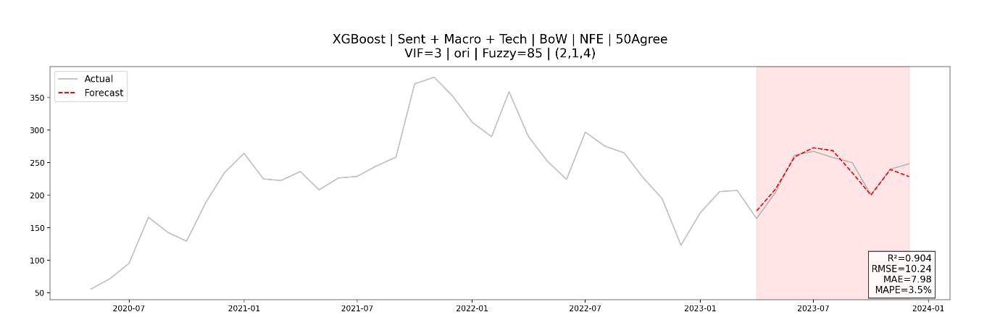 XGBoost | Sent + Macro + Tech | BoW | NFE | 50Agree
VIF=3 | ori | Fuzzy=85 | (2,1,4)
Actual
Forecast
350
300
250
200
150
100
50
R²=0.904
RMSE=10.24
MAE=7.98
MAPE=3.5%
2020-07 2021-01 2021-07 2022-01 2022-07 2023-01 2023-07 2024-01